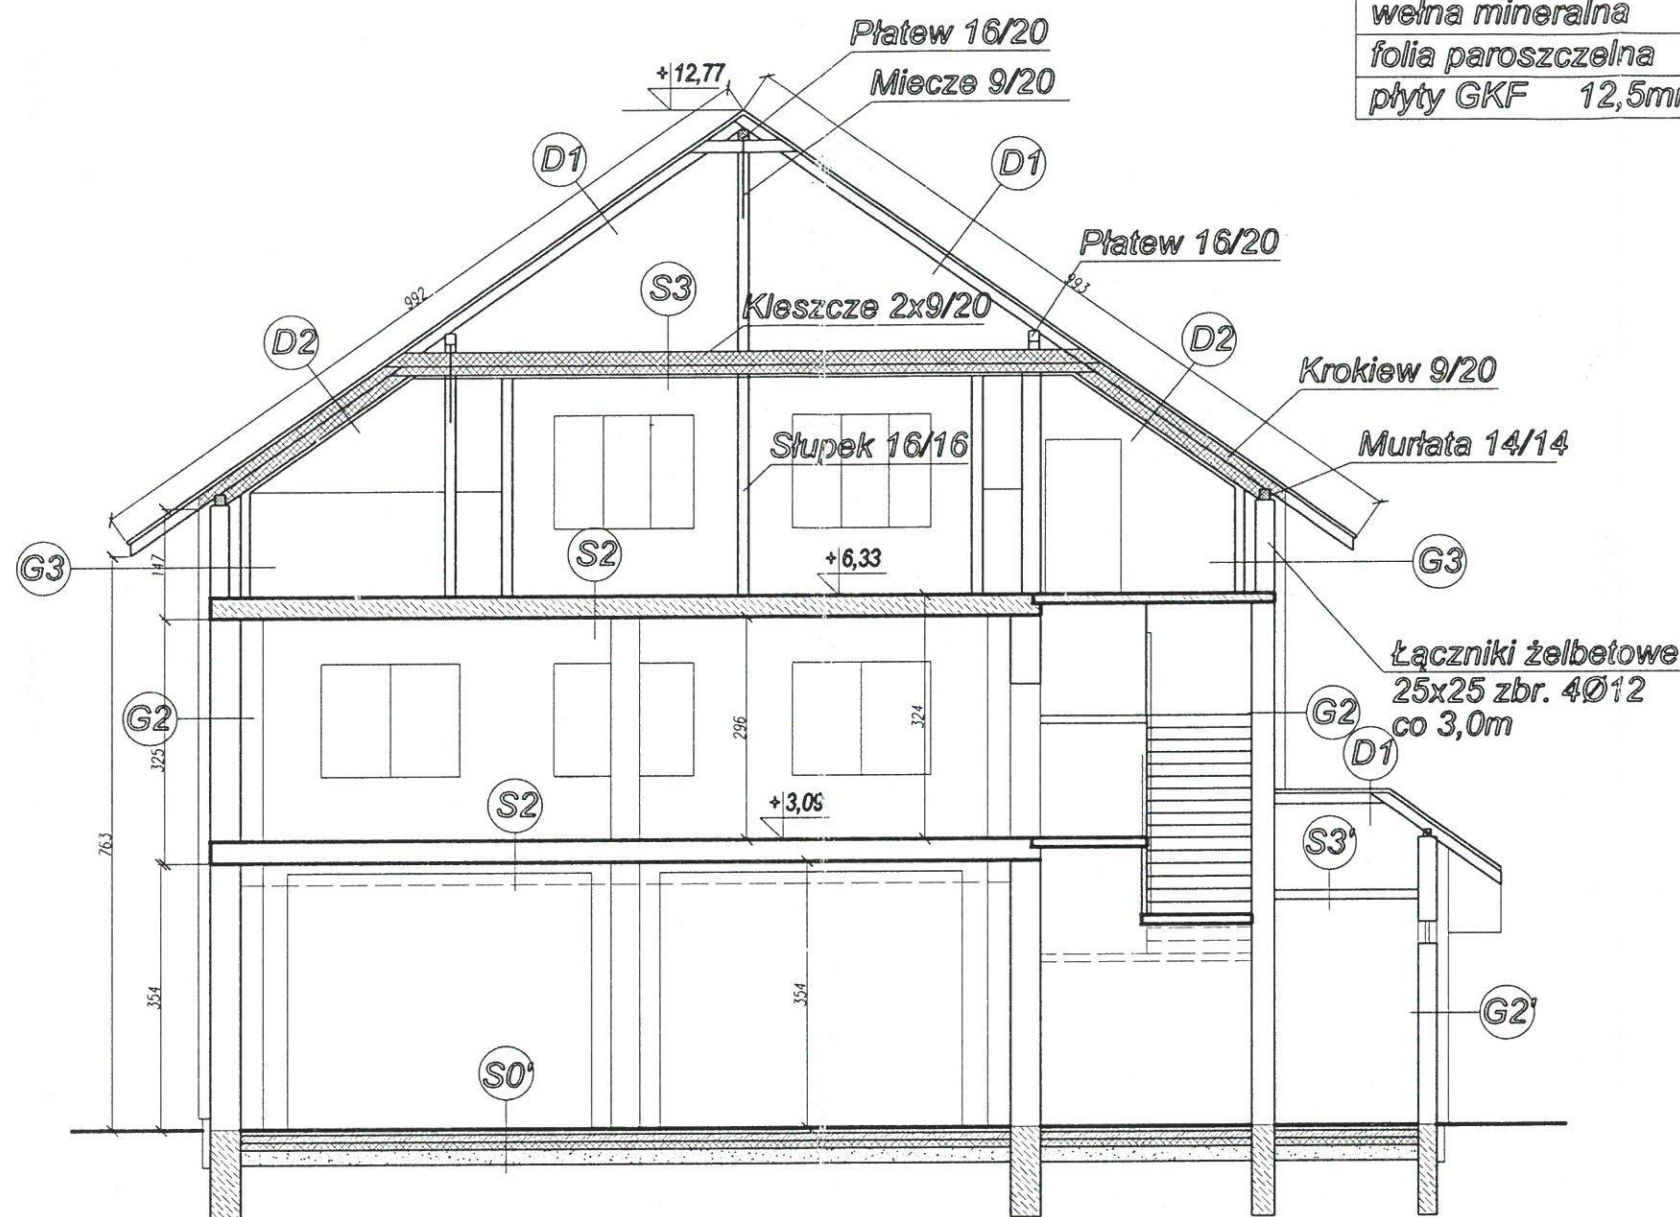 wełna mineralna
folia paroszczelna
płyty GKF 12,5m
Płatew 16/20
+12,77
Miecze 9/20
D1
D1
Płatew 16/20
992
993
S3
Kleszcze 2x9/20
D2
D2
Krokiew 9/20
Słupek 16/16
Murłata 14/14
G3
147
S2
+6,33
G3
Łączniki żelbetowe
25x25 zbr. 4Ø12
co 3,0m
G2
325
296
324
G2
D1
S2
+3,09
763
S3'
354
354
G2'
S0'